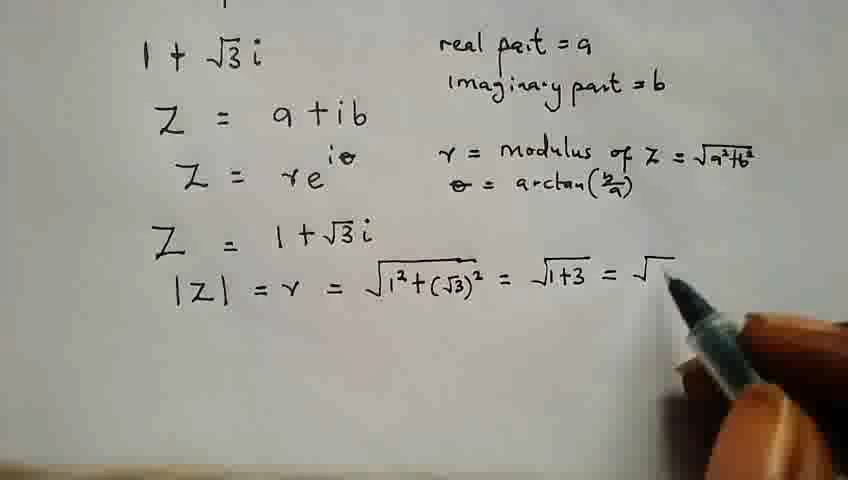 1 + √3 i
real part = a
imaginary part = b
Z = a + ib
Z = re^{iθ}
r = modulus of Z = √(a²+b²)
θ = arctan(b/a)
Z = 1 + √3 i
|Z| = r = √(1² + (√3)²) = √(1+3) = √